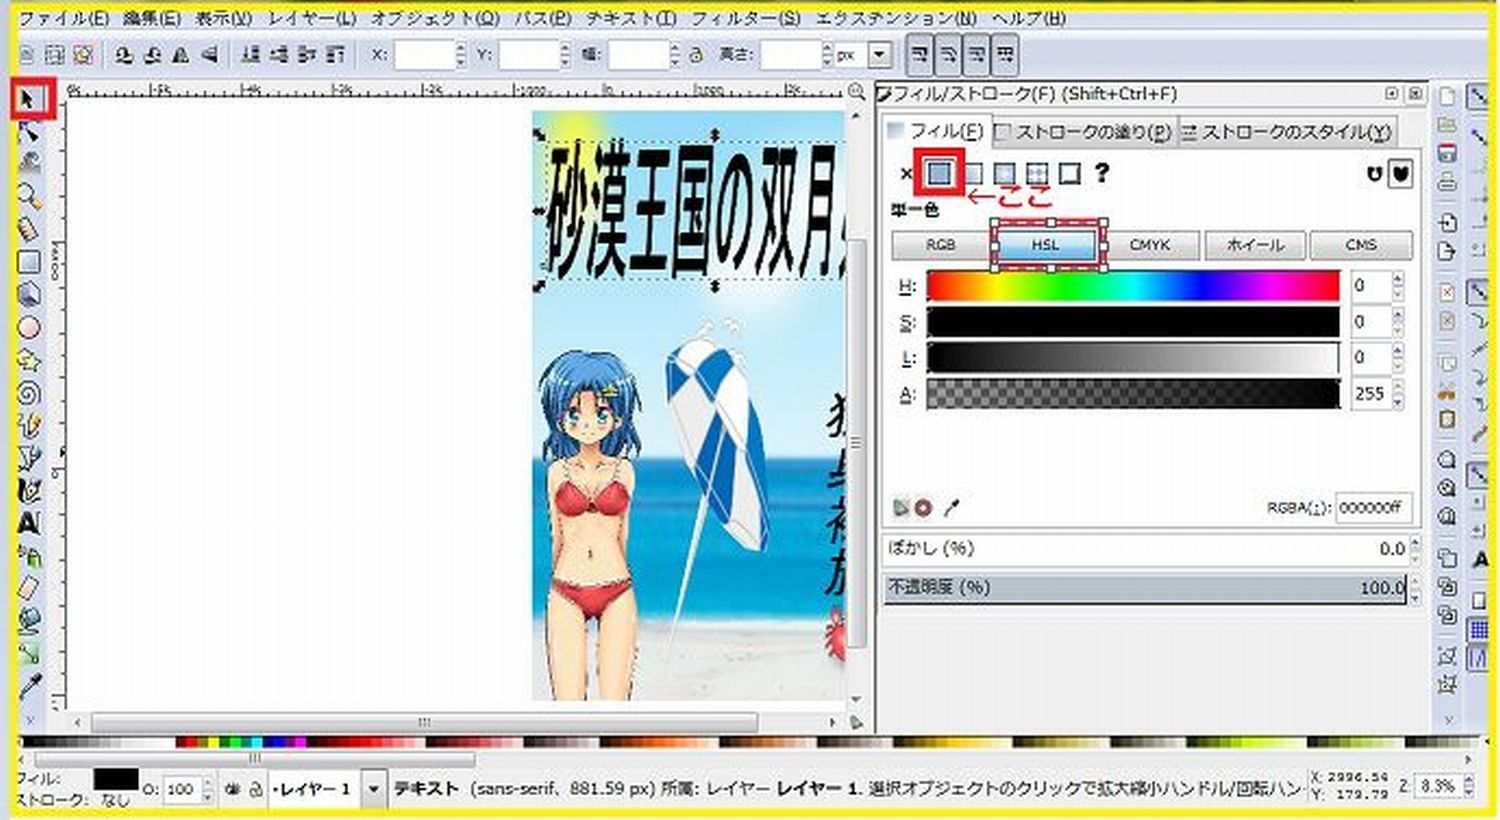 ファイル(F) 編集(E) 表示(V) レイヤー(L) オブジェクト(O) パス(P) テキスト(T) フィルター(S) エクステンション(N) ヘルプ(H)
X: Y: 幅: 高さ: px
フィル/ストローク(F) (Shift+Ctrl+F)
フィル(F) ストロークの塗り(P) ストロークのスタイル(Y)
?
←ここ
単一色
RGB HSL CMYK ホイール CMS
H: 0
S: 0
L: 0
A: 255
RGBA(i): 000000ff
ぼかし (%) 0.0
不透明度 (%) 100.0
砂漠王国の双月
フィル:
ストローク: なし
O: 100
•レイヤー 1
テキスト (sans-serif、881.59 px) 所属: レイヤー レイヤー 1. 選択オブジェクトのクリックで拡大縮小ハンドル/回転ハン
X: 2996.54
Y: 179.79
Z: 8.3%